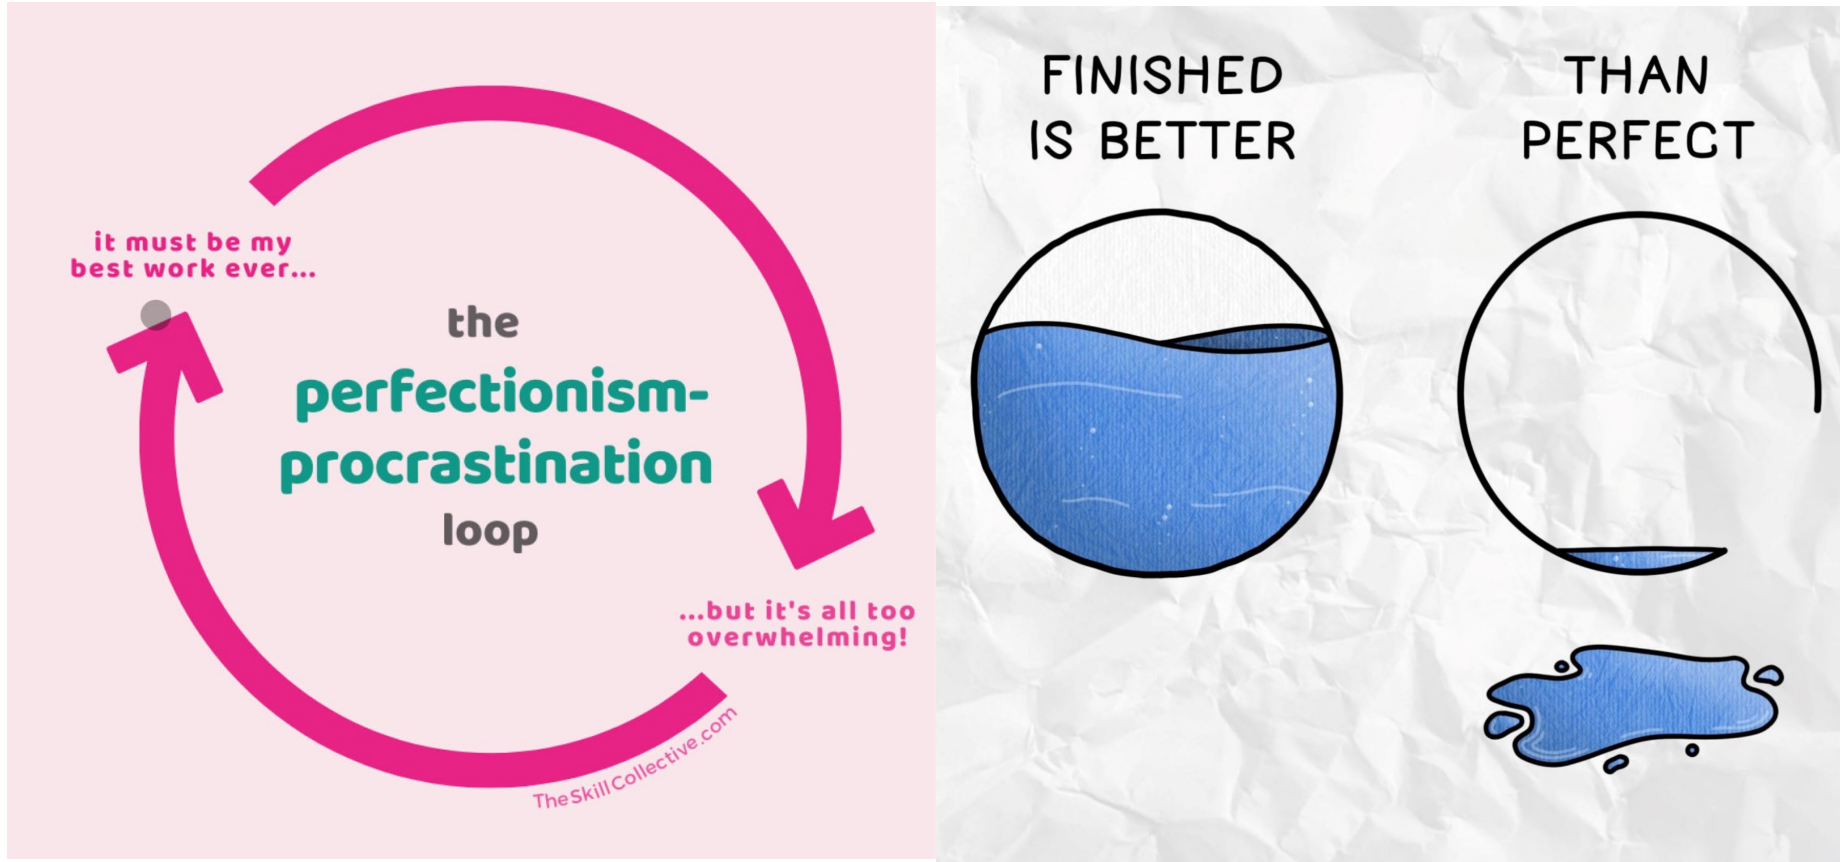 it must be my
best work ever...
the
perfectionism-
procrastination
loop
...but it's all too
overwhelming!
TheSkillCollective.com
FINISHED
IS BETTER
THAN
PERFECT